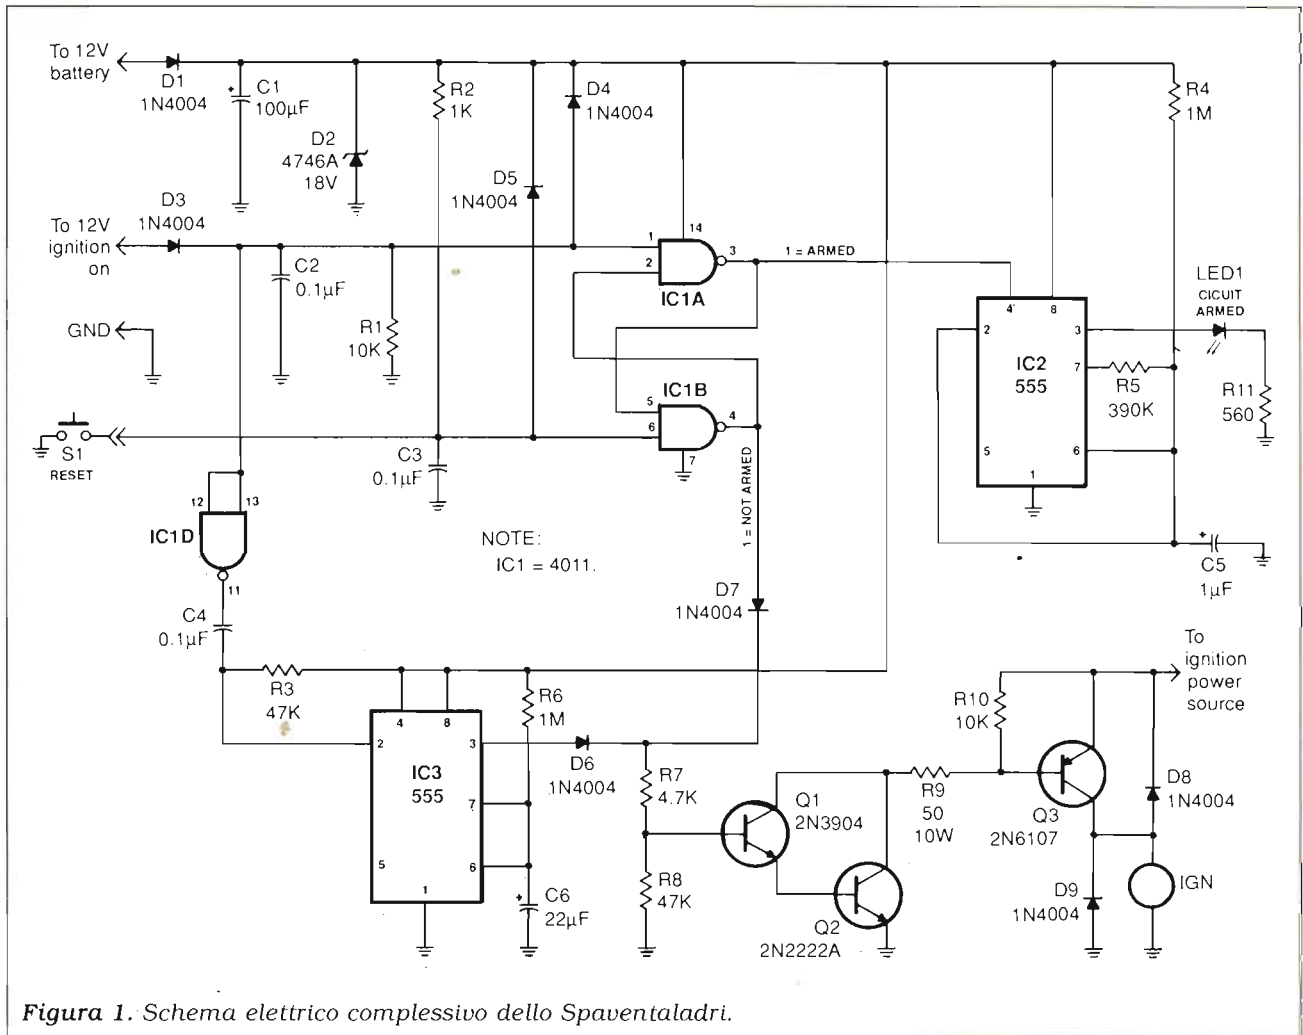 To 12V
battery
D1
1N4004
C1
100µF
D2
4746A
18V
R2
1K
D5
1N4004
D4
1N4004
R4
1M
D3
1N4004
To 12V
ignition
on
C2
0.1µF
R1
10K
GND
S1
RESET
C3
0.1µF
1
2
14
3
IC1A
1 = ARMED
IC1B
5
6
4
7
1 = NOT ARMED
4
8
2
3
7
5
6
1
IC2
555
LED1
CICUIT
ARMED
R5
390K
R11
560
C5
1µF
+
+
12
13
IC1D
11
C4
0.1µF
NOTE:
IC1 = 4011.
D7
1N4004
R3
47K
4
8
2
3
7
5
6
1
IC3
555
R6
1M
D6
1N4004
C6
22µF
+
R7
4.7K
R8
47K
Q1
2N3904
Q2
2N2222A
R9
50
10W
R10
10K
Q3
2N6107
To
ignition
power
source
D8
1N4004
D9
1N4004
IGN
Figura 1. Schema elettrico complessivo dello Spaventaladri.